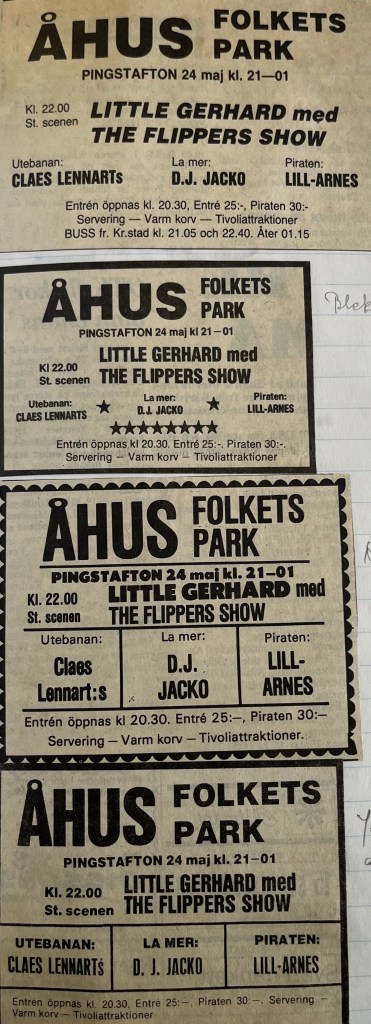 ÅHUS FOLKETS PARK
PINGSTAFTON 24 maj kl. 21—01
Kl. 22.00 LITTLE GERHARD med
St. scenen THE FLIPPERS SHOW
Utebanan: La mer: Piraten:
CLAES LENNARTs D.J. JACKO LILL-ARNES
Entrén öppnas kl. 20.30, Entré 25:-, Piraten 30:-
Servering — Varm korv — Tivoliattraktioner
BUSS fr. Kr.stad kl. 21.05 och 22.40. Åter 01.15
ÅHUS FOLKETS PARK
PINGSTAFTON 24 maj kl 21–01
Kl 22.00 LITTLE GERHARD med
St. scenen THE FLIPPERS SHOW
Utebanan: La mer: Piraten:
CLAES LENNARTS D.J. JACKO LILL-ARNES
Entrén öppnas kl 20.30. Entré 25:-. Piraten 30:-.
Servering — Varm korv — Tivoliattraktioner
ÅHUS FOLKETS PARK
PINGSTAFTON 24 maj kl. 21–01
Kl. 22.00 LITTLE GERHARD med
St. scenen THE FLIPPERS SHOW
Utebanan: La mer: Piraten:
Claes D.J. LILL-
Lennart:s JACKO ARNES
Entrén öppnas kl 20.30. Entré 25:–, Piraten 30:–
Servering – Varm korv – Tivoliattraktioner.
ÅHUS FOLKETS PARK
PINGSTAFTON 24 maj kl. 21–01
Kl. 22.00 LITTLE GERHARD med
St. scenen THE FLIPPERS SHOW
UTEBANAN: LA MER: PIRATEN:
CLAES LENNARTś D. J. JACKO LILL-ARNES
Entrén öppnas kl. 20.30. Entré 25:–. Piraten 30:–. Servering –
Varm korv – Tivoliattraktioner